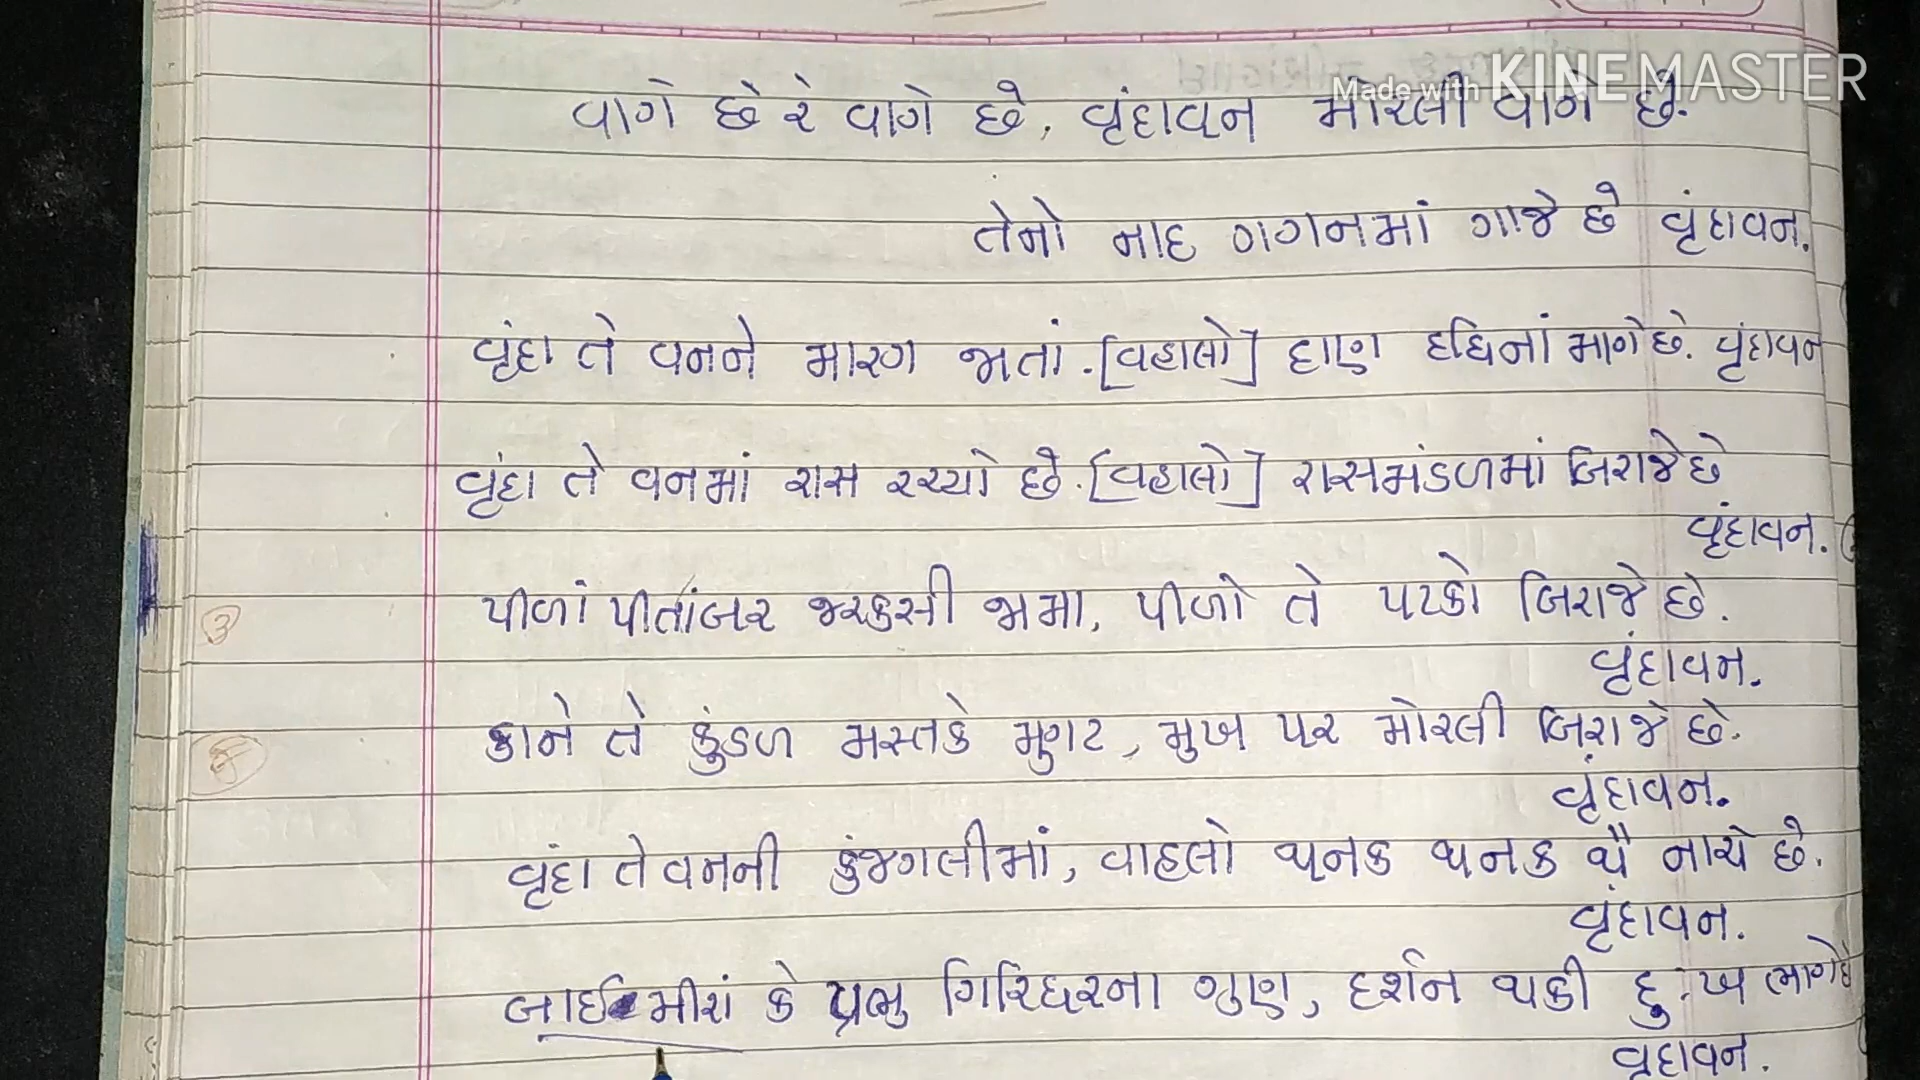 Made with KINEMASTER
વાગે છે રે વાગે છે, વૃંદાવન મોરલી વાગે છે.
તેનો નાદ ગગનમાં ગાજે છે વૃંદાવન.
વૃંદા તે વનને મારગ જાતાં. [વહાલો] દાણ દધિનાં માગે છે. વૃંદાવન
વૃંદા તે વનમાં રાસ રચ્યો છે. [વહાલો] રાસમંડળમાં બિરાજે છે
વૃંદાવન.
પીળાં પીતાંબર જરકસી જામા, પીળો તે પટકો બિરાજે છે.
વૃંદાવન.
કાને તે કુંડળ મસ્તકે મુગટ, મુખ પર મોરલી બિરાજે છે.
વૃંદાવન.
વૃંદા તે વનની કુંજગલીમાં, વાહલો થનક થનક થૈ નાચે છે.
વૃંદાવન.
બાઈ મીરાં કે પ્રભુ ગિરિધરના ગુણ, દર્શન થકી દુઃખ ભાગે છે
વૃંદાવન.